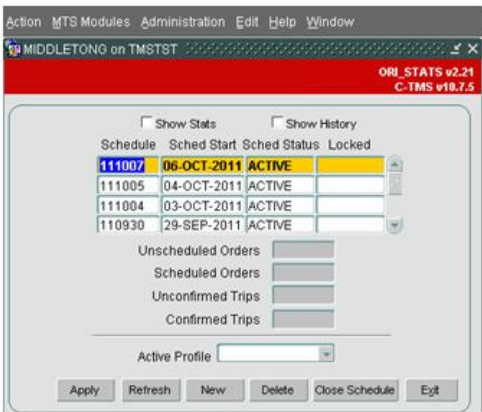 Action MTS Modules Administration Edit Help Window
MIDDLETONG on TMSTST
ORI_STATS v2.21
C-TMS v10.7.5
Show Stats Show History
Schedule Sched Start Sched Status Locked
111007 06-OCT-2011 ACTIVE
111005 04-OCT-2011 ACTIVE
111004 03-OCT-2011 ACTIVE
110930 29-SEP-2011 ACTIVE
Unscheduled Orders
Scheduled Orders
Unconfirmed Trips
Confirmed Trips
Active Profile
Apply Refresh New Delete Close Schedule Exit